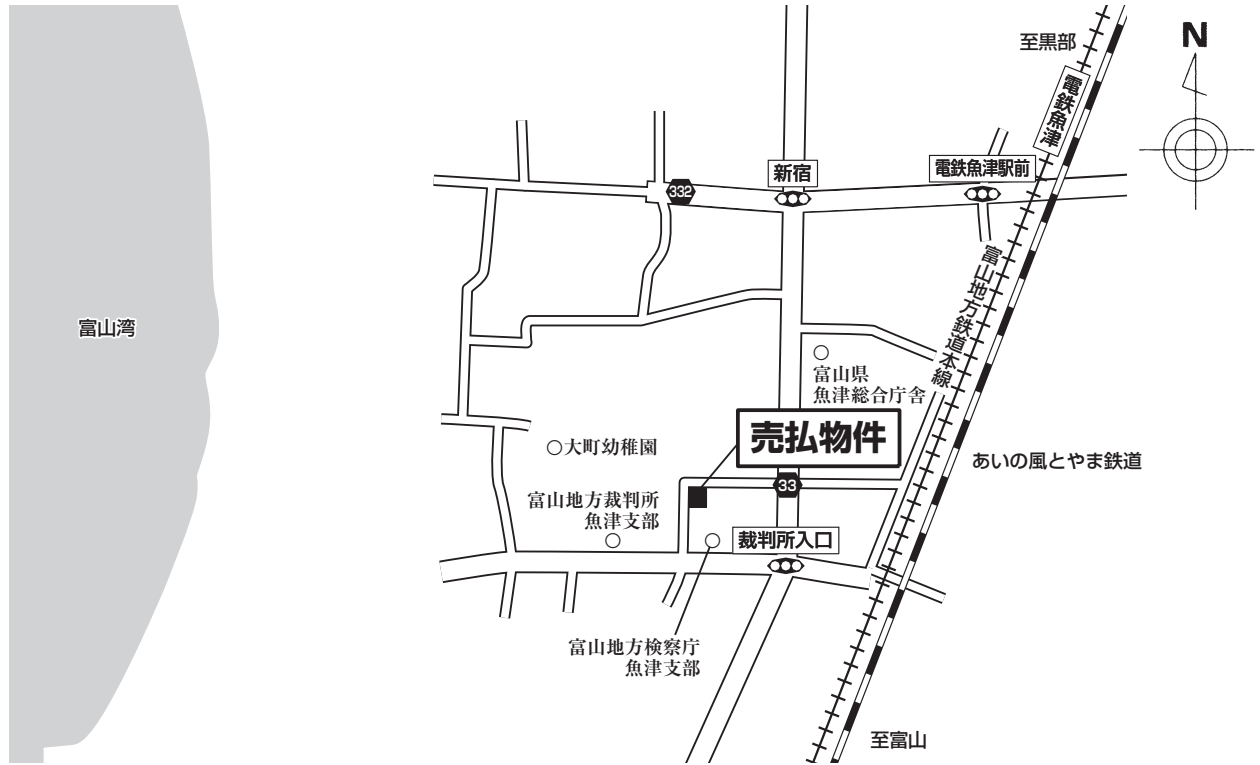 至黒部
N
電鉄魚津
新宿
電鉄魚津駅前
332
富山地方鉄道本線
富山湾
富山県
魚津総合庁舎
売払物件
大町幼稚園
あいの風とやま鉄道
33
富山地方裁判所
魚津支部
裁判所入口
富山地方検察庁
魚津支部
至富山